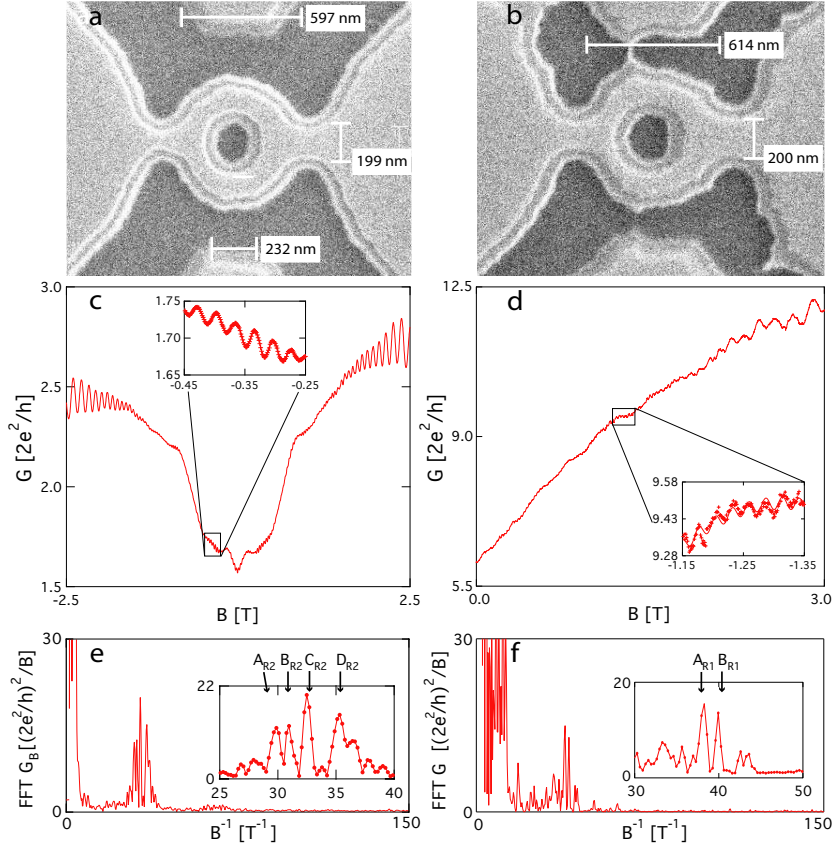 a
597 nm
199 nm
232 nm
b
614 nm
200 nm
c
3.0
2.5
2.0
1.5
G [2e²/h]
-2.5
2.5
B [T]
1.75
1.70
1.65
-0.45
-0.35
-0.25
d
12.5
9.0
5.5
G [2e²/h]
0.0
3.0
B [T]
9.58
9.43
9.28
-1.15
-1.25
-1.35
e
30
0
FFT G_B [(2e²/h)²/B]
0
150
B⁻¹ [T⁻¹]
A_R2 B_R2 C_R2 D_R2
22
0
25
30
35
40
f
30
0
FFT G [(2e²/h)²/B]
0
150
B⁻¹ [T⁻¹]
A_R1 B_R1
20
0
30
40
50